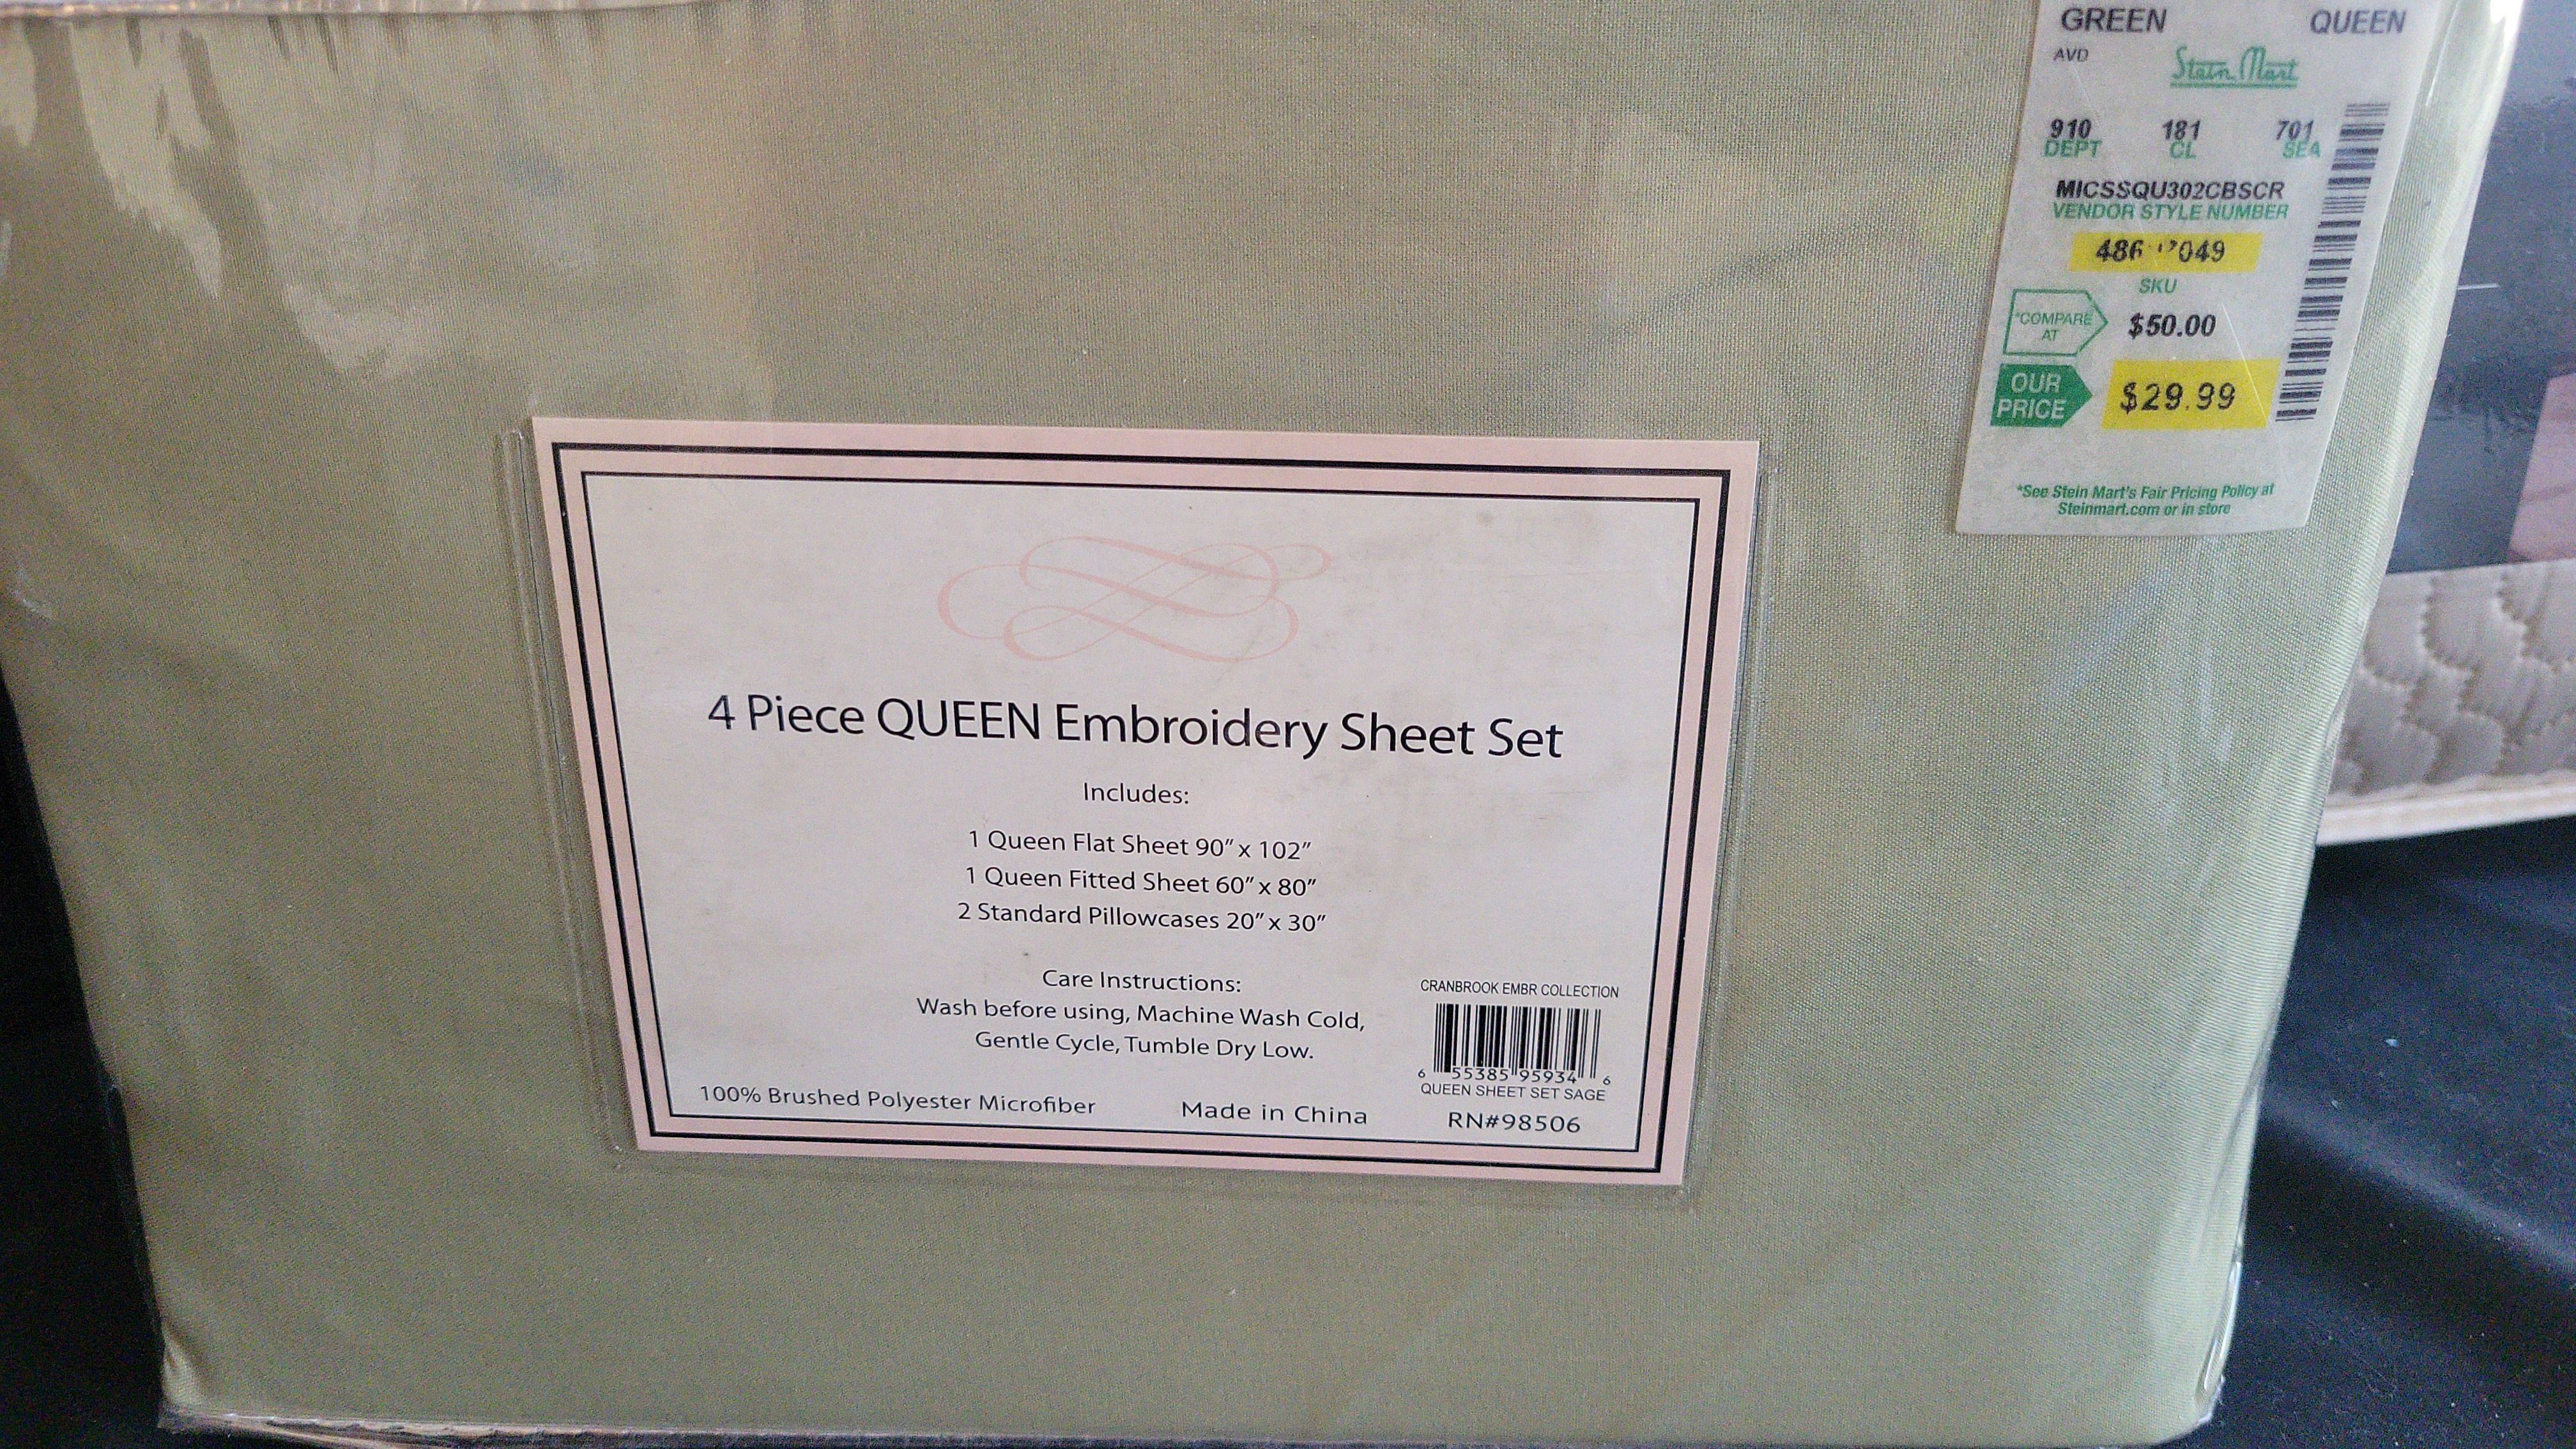 GREEN QUEEN
AVD
Stein Mart
910 181 701
DEPT CL SEA
MICSSQU302CBSCR
VENDOR STYLE NUMBER
SKU
*COMPARE AT $50.00
OUR PRICE $29.99
*See Stein Mart's Fair Pricing Policy at
Steinmart.com or in store
4 Piece QUEEN Embroidery Sheet Set
Includes:
1 Queen Flat Sheet 90" x 102"
1 Queen Fitted Sheet 60" x 80"
2 Standard Pillowcases 20" x 30"
Care Instructions:
Wash before using, Machine Wash Cold,
Gentle Cycle, Tumble Dry Low.
100% Brushed Polyester Microfiber
Made in China
CRANBROOK EMBR COLLECTION
6 55385 95934 6
QUEEN SHEET SET SAGE
RN#98506